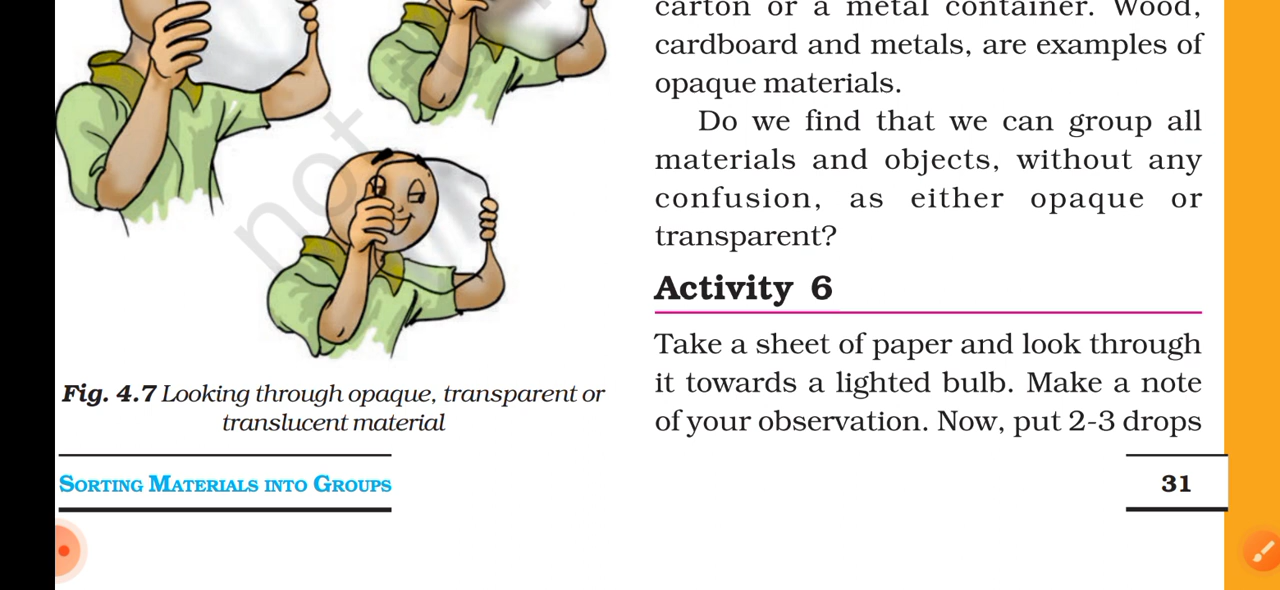 not
Fig. 4.7 Looking through opaque, transparent or
translucent material
SORTING MATERIALS INTO GROUPS
carton or a metal container. Wood,
cardboard and metals, are examples of
opaque materials.
Do we find that we can group all
materials and objects, without any
confusion, as either opaque or
transparent?
Activity 6
Take a sheet of paper and look through
it towards a lighted bulb. Make a note
of your observation. Now, put 2-3 drops
31